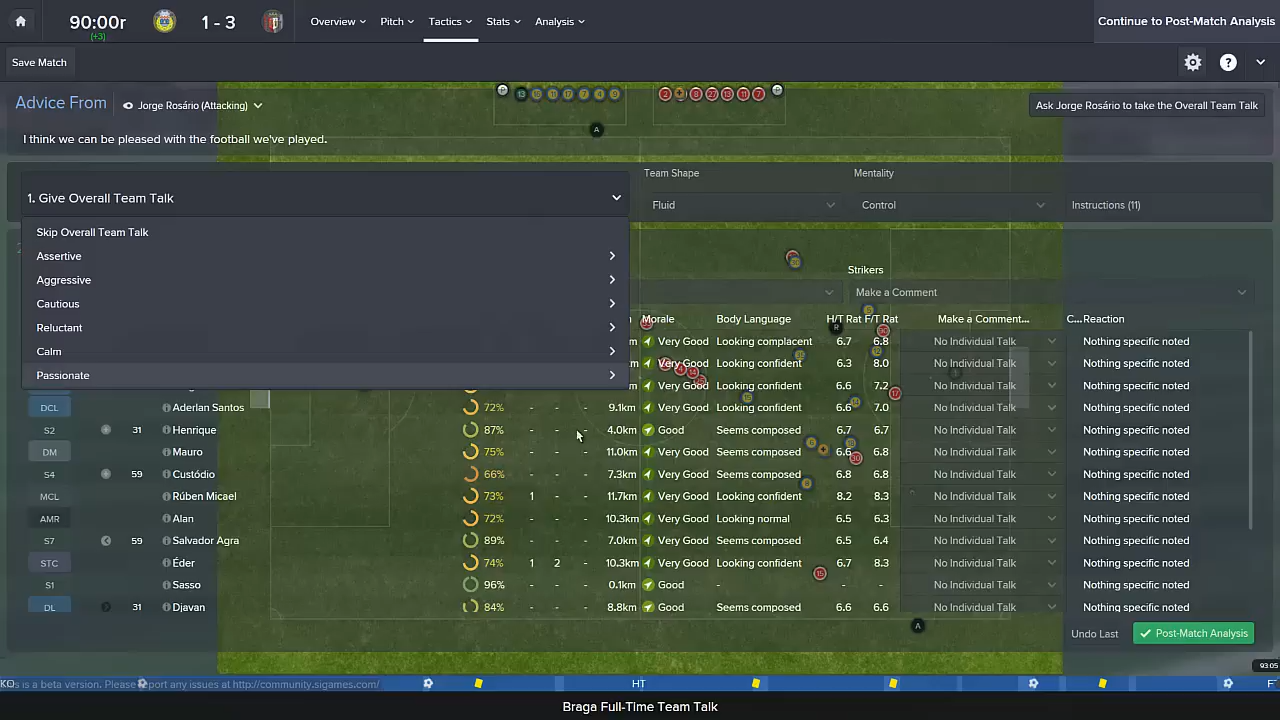 90:00r
(+3)
1 - 3
Overview Pitch Tactics Stats Analysis
Continue to Post-Match Analysis
Save Match
Advice From Jorge Rosário (Attacking)
Ask Jorge Rosário to take the Overall Team Talk
I think we can be pleased with the football we've played.
1. Give Overall Team Talk
Team Shape Mentality
Fluid Control Instructions (11)
Skip Overall Team Talk
Assertive
Aggressive
Cautious
Reluctant
Calm
Passionate
Strikers
Make a Comment
Morale Body Language H/T Rat F/T Rat Make a Comment... C... Reaction
Very Good Looking complacent 6.7 6.8 No Individual Talk Nothing specific noted
Very Good Looking confident 6.3 8.0 No Individual Talk Nothing specific noted
Very Good Looking confident 6.6 7.2 No Individual Talk Nothing specific noted
DCL Aderlan Santos 72% - - - 9.1km Very Good Looking confident 6.6 7.0 No Individual Talk Nothing specific noted
S2 31 Henrique 87% - - - 4.0km Good Seems composed 6.7 6.7 No Individual Talk Nothing specific noted
DM Mauro 75% - - - 11.0km Very Good Seems composed 6.6 6.8 No Individual Talk Nothing specific noted
S4 59 Custódio 66% - - - 7.3km Very Good Seems composed 6.8 6.8 No Individual Talk Nothing specific noted
MCL Rúben Micael 73% 1 - - 11.7km Very Good Looking confident 8.2 8.3 No Individual Talk Nothing specific noted
AMR Alan 72% - - - 10.3km Very Good Looking normal 6.5 6.3 No Individual Talk Nothing specific noted
S7 59 Salvador Agra 89% - - - 7.0km Very Good Seems composed 6.5 6.4 No Individual Talk Nothing specific noted
STC Éder 74% 1 2 - 10.3km Very Good Looking confident 6.7 8.3 No Individual Talk Nothing specific noted
S1 Sasso 96% - - - 0.1km Good - - - No Individual Talk Nothing specific noted
DL 31 Djavan 84% - - - 8.8km Good Seems composed 6.6 6.6 No Individual Talk Nothing specific noted
Undo Last Post-Match Analysis
93:05
KO is is a beta version. Please report any issues at http://community.sigames.com/ HT F
Braga Full-Time Team Talk